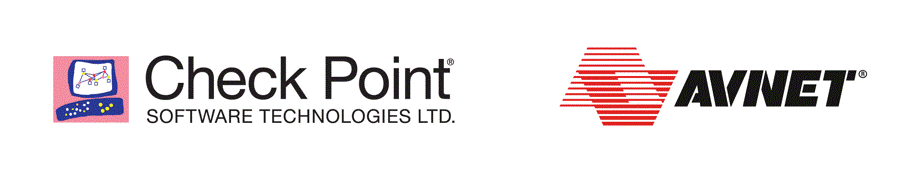 Check Point®
SOFTWARE TECHNOLOGIES LTD.
AVNET®